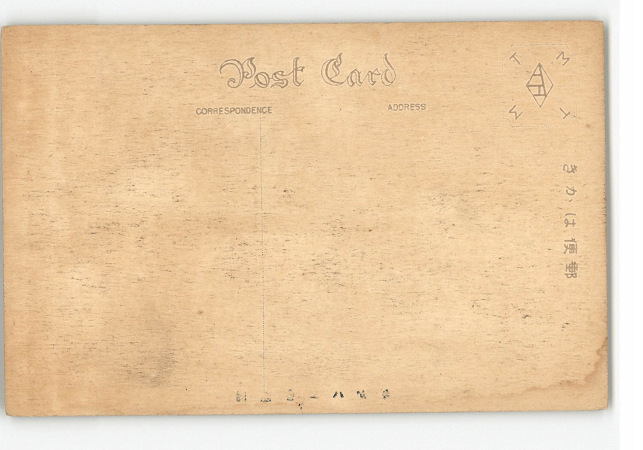 Post Card
CORRESPONDENCE
ADDRESS
きかは便郵